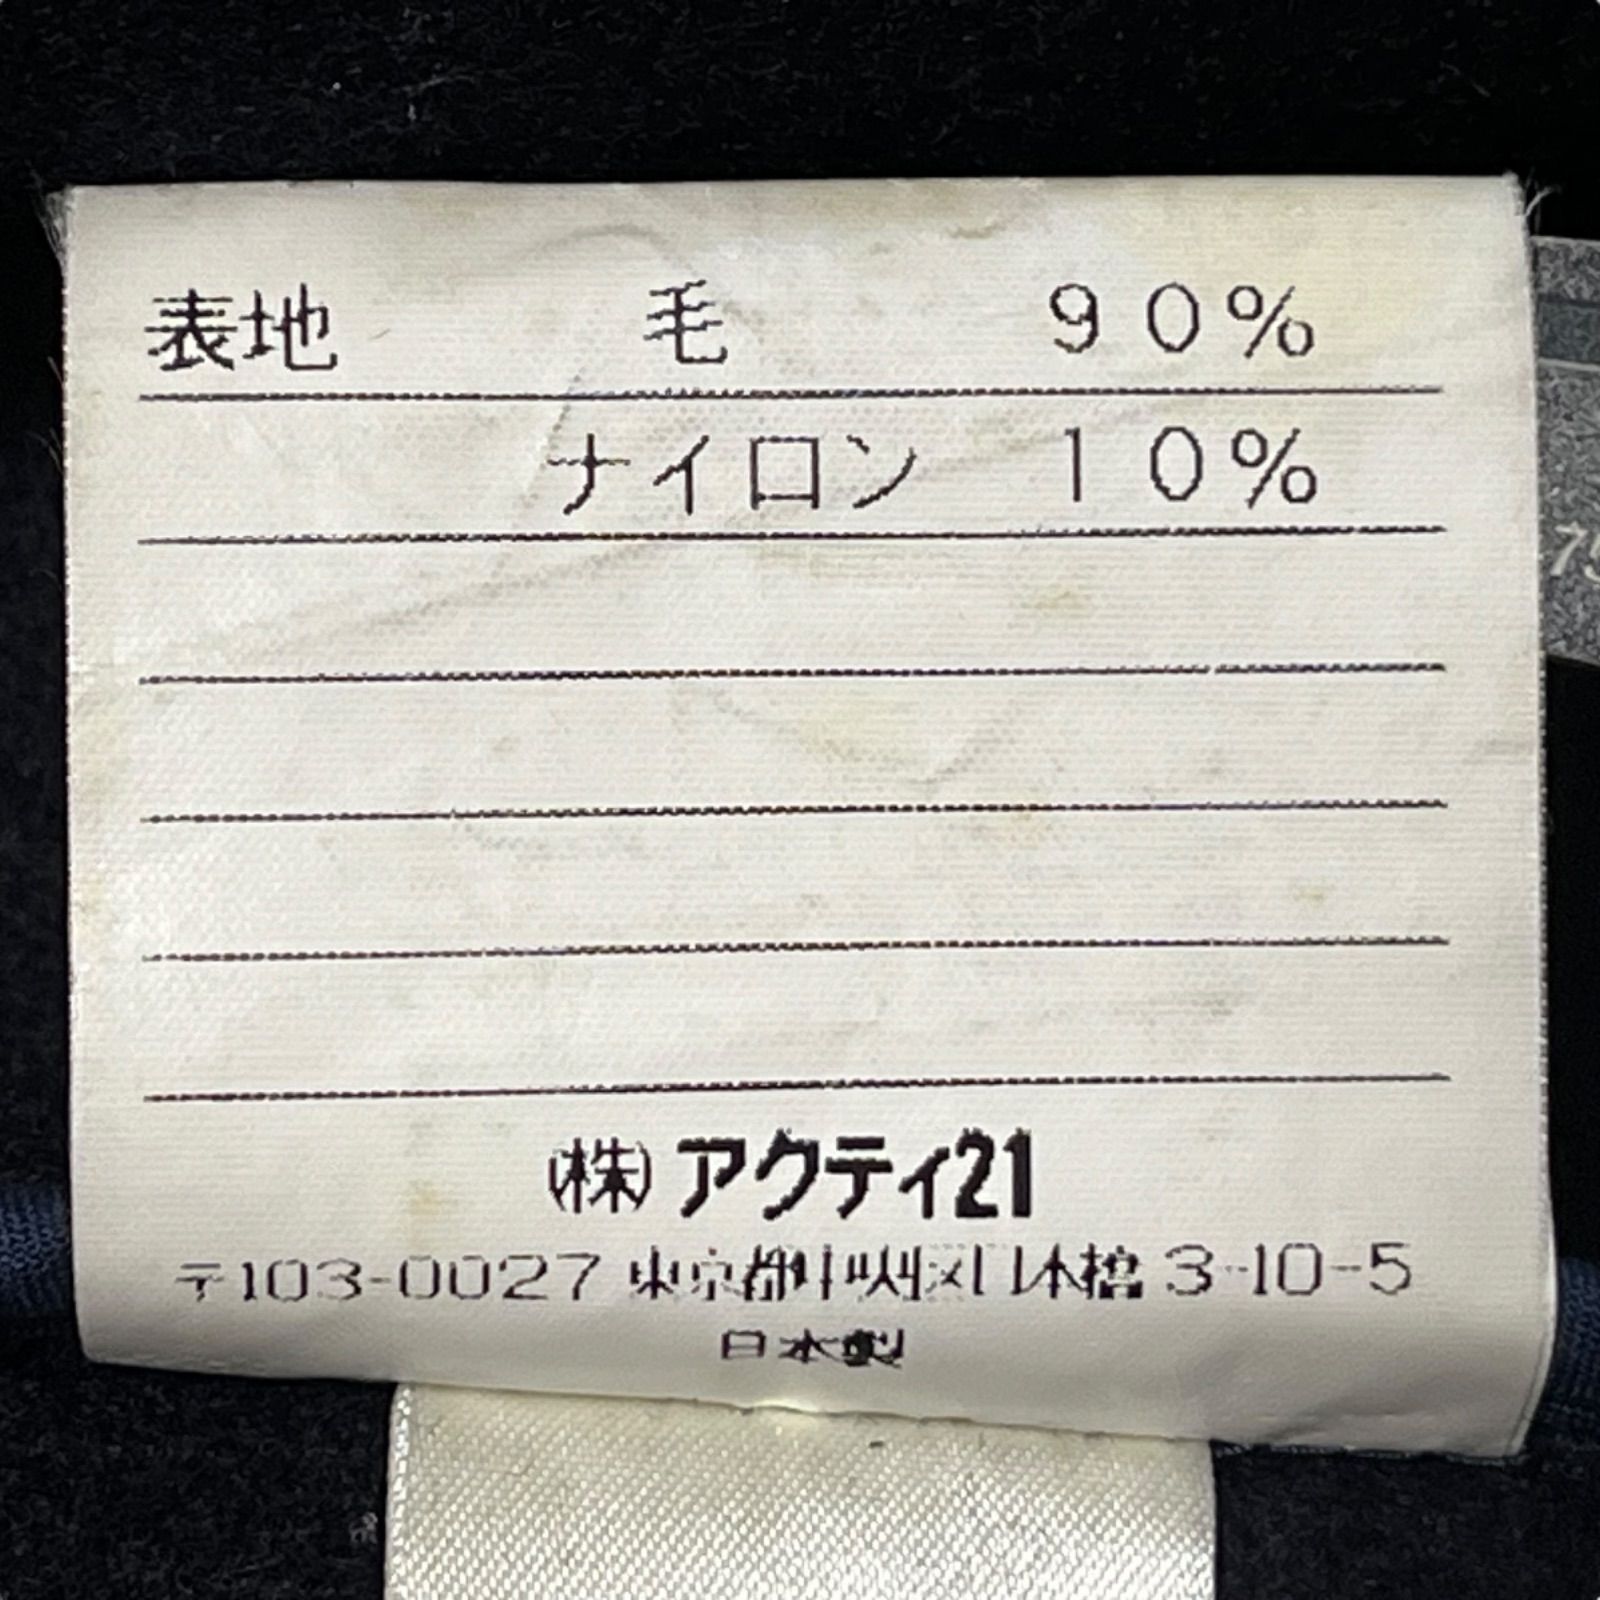 表地 毛 90%
ナイロン 10%
75
(株)アクティ21
〒103-0027 東京都中央区日本橋3-10-5
日本製